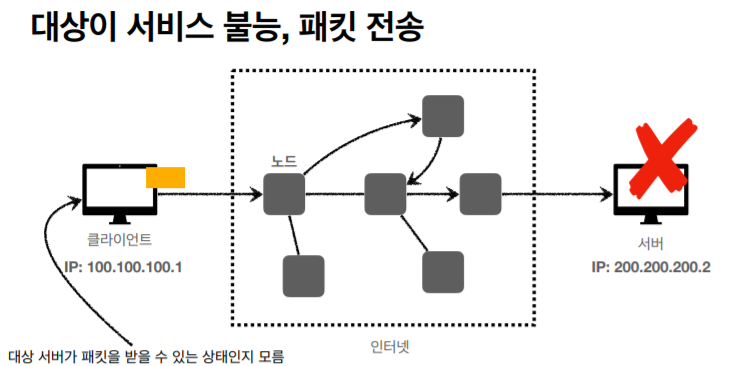 대상이 서비스 불능, 패킷 전송
노드
클라이언트
IP: 100.100.100.1
서버
IP: 200.200.200.2
인터넷
대상 서버가 패킷을 받을 수 있는 상태인지 모름